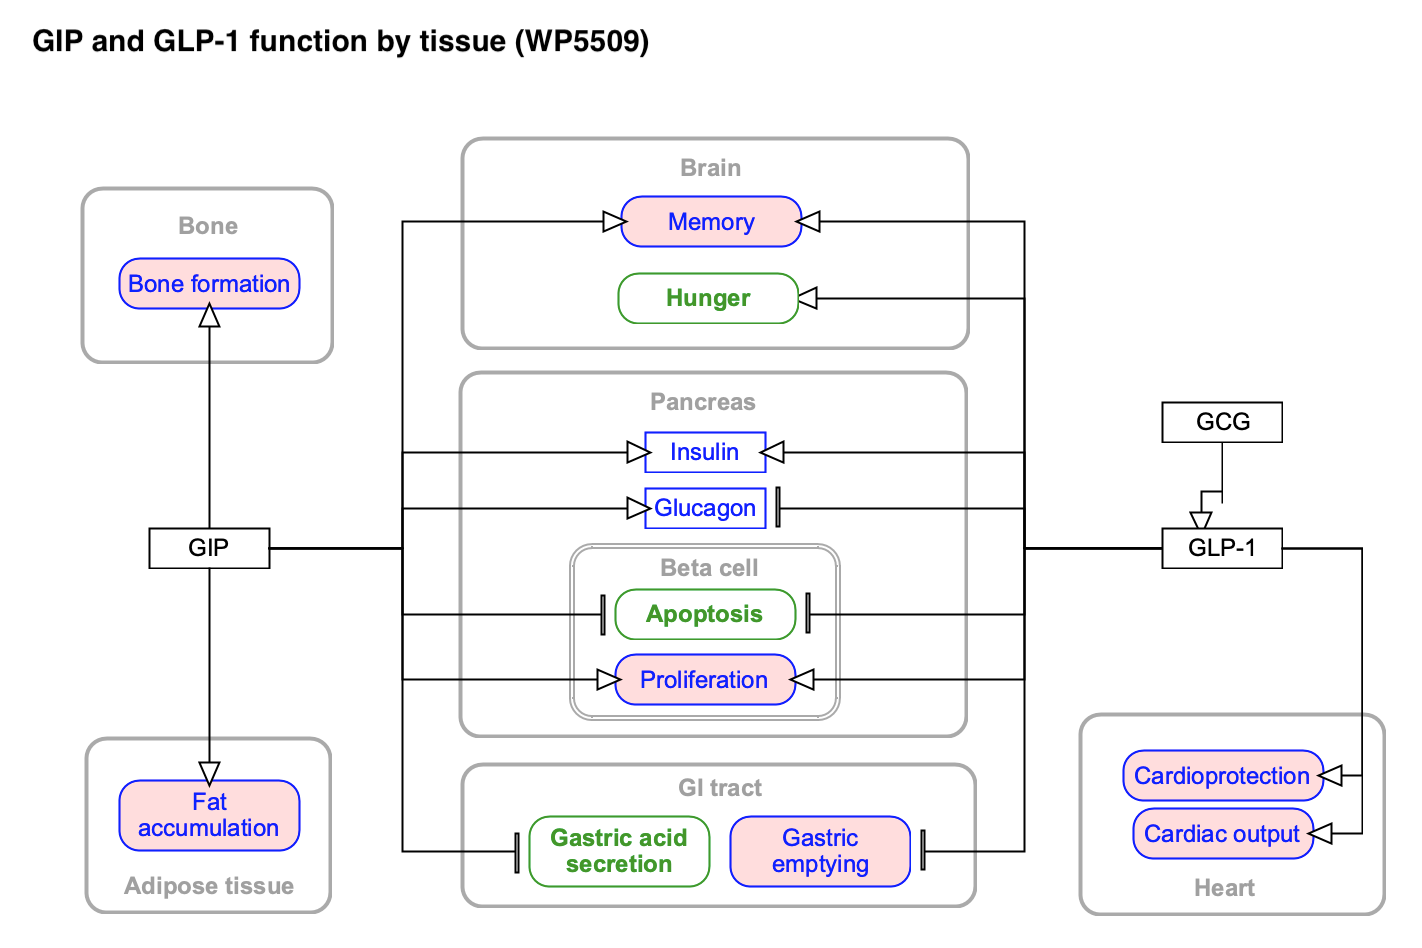 GIP and GLP-1 function by tissue (WP5509)
Brain
Memory
Hunger
Bone
Bone formation
Pancreas
Insulin
Glucagon
Beta cell
Apoptosis
Proliferation
GCG
GIP
GLP-1
GI tract
Gastric acid
secretion
Gastric
emptying
Fat
accumulation
Adipose tissue
Cardioprotection
Cardiac output
Heart